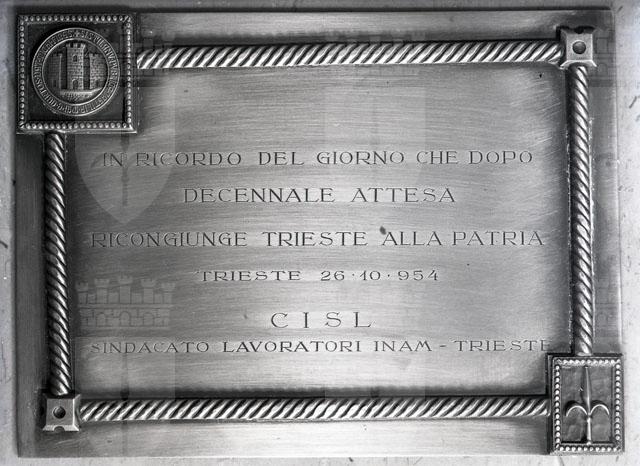 IN RICORDO DEL GIORNO CHE DOPO
DECENNALE ATTESA
RICONGIUNGE TRIESTE ALLA PATRIA
TRIESTE 26·10·954
CISL
SINDACATO LAVORATORI INAM - TRIESTE